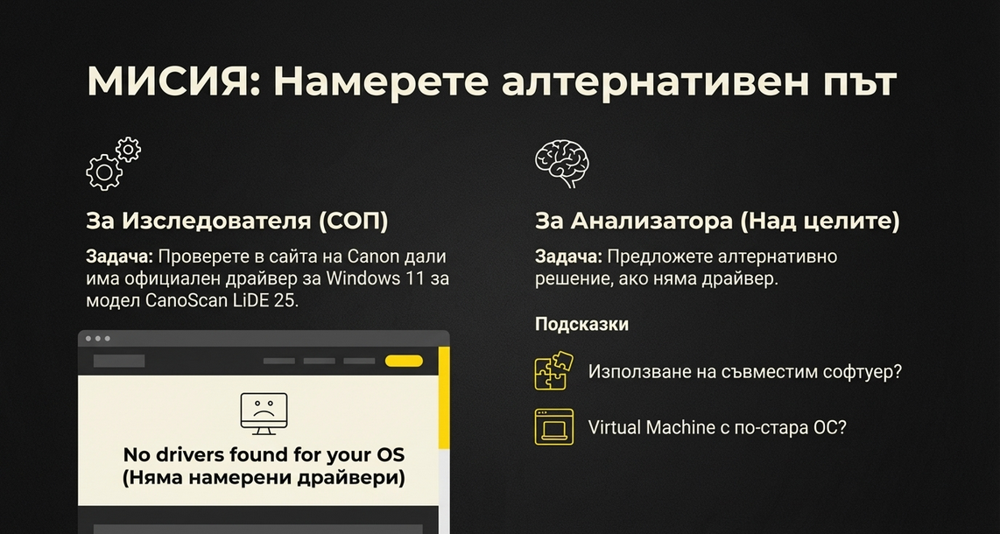 МИСИЯ: Намерете алтернативен път
За Изследователя (СОП)
Задача: Проверете в сайта на Canon дали
има официален драйвер за Windows 11 за
модел CanoScan LiDE 25.
No drivers found for your OS
(Няма намерени драйвери)
За Анализатора (Над целите)
Задача: Предложете алтернативно
решение, ако няма драйвер.
Подсказки
Използване на съвместим софтуер?
Virtual Machine с по-стара ОС?